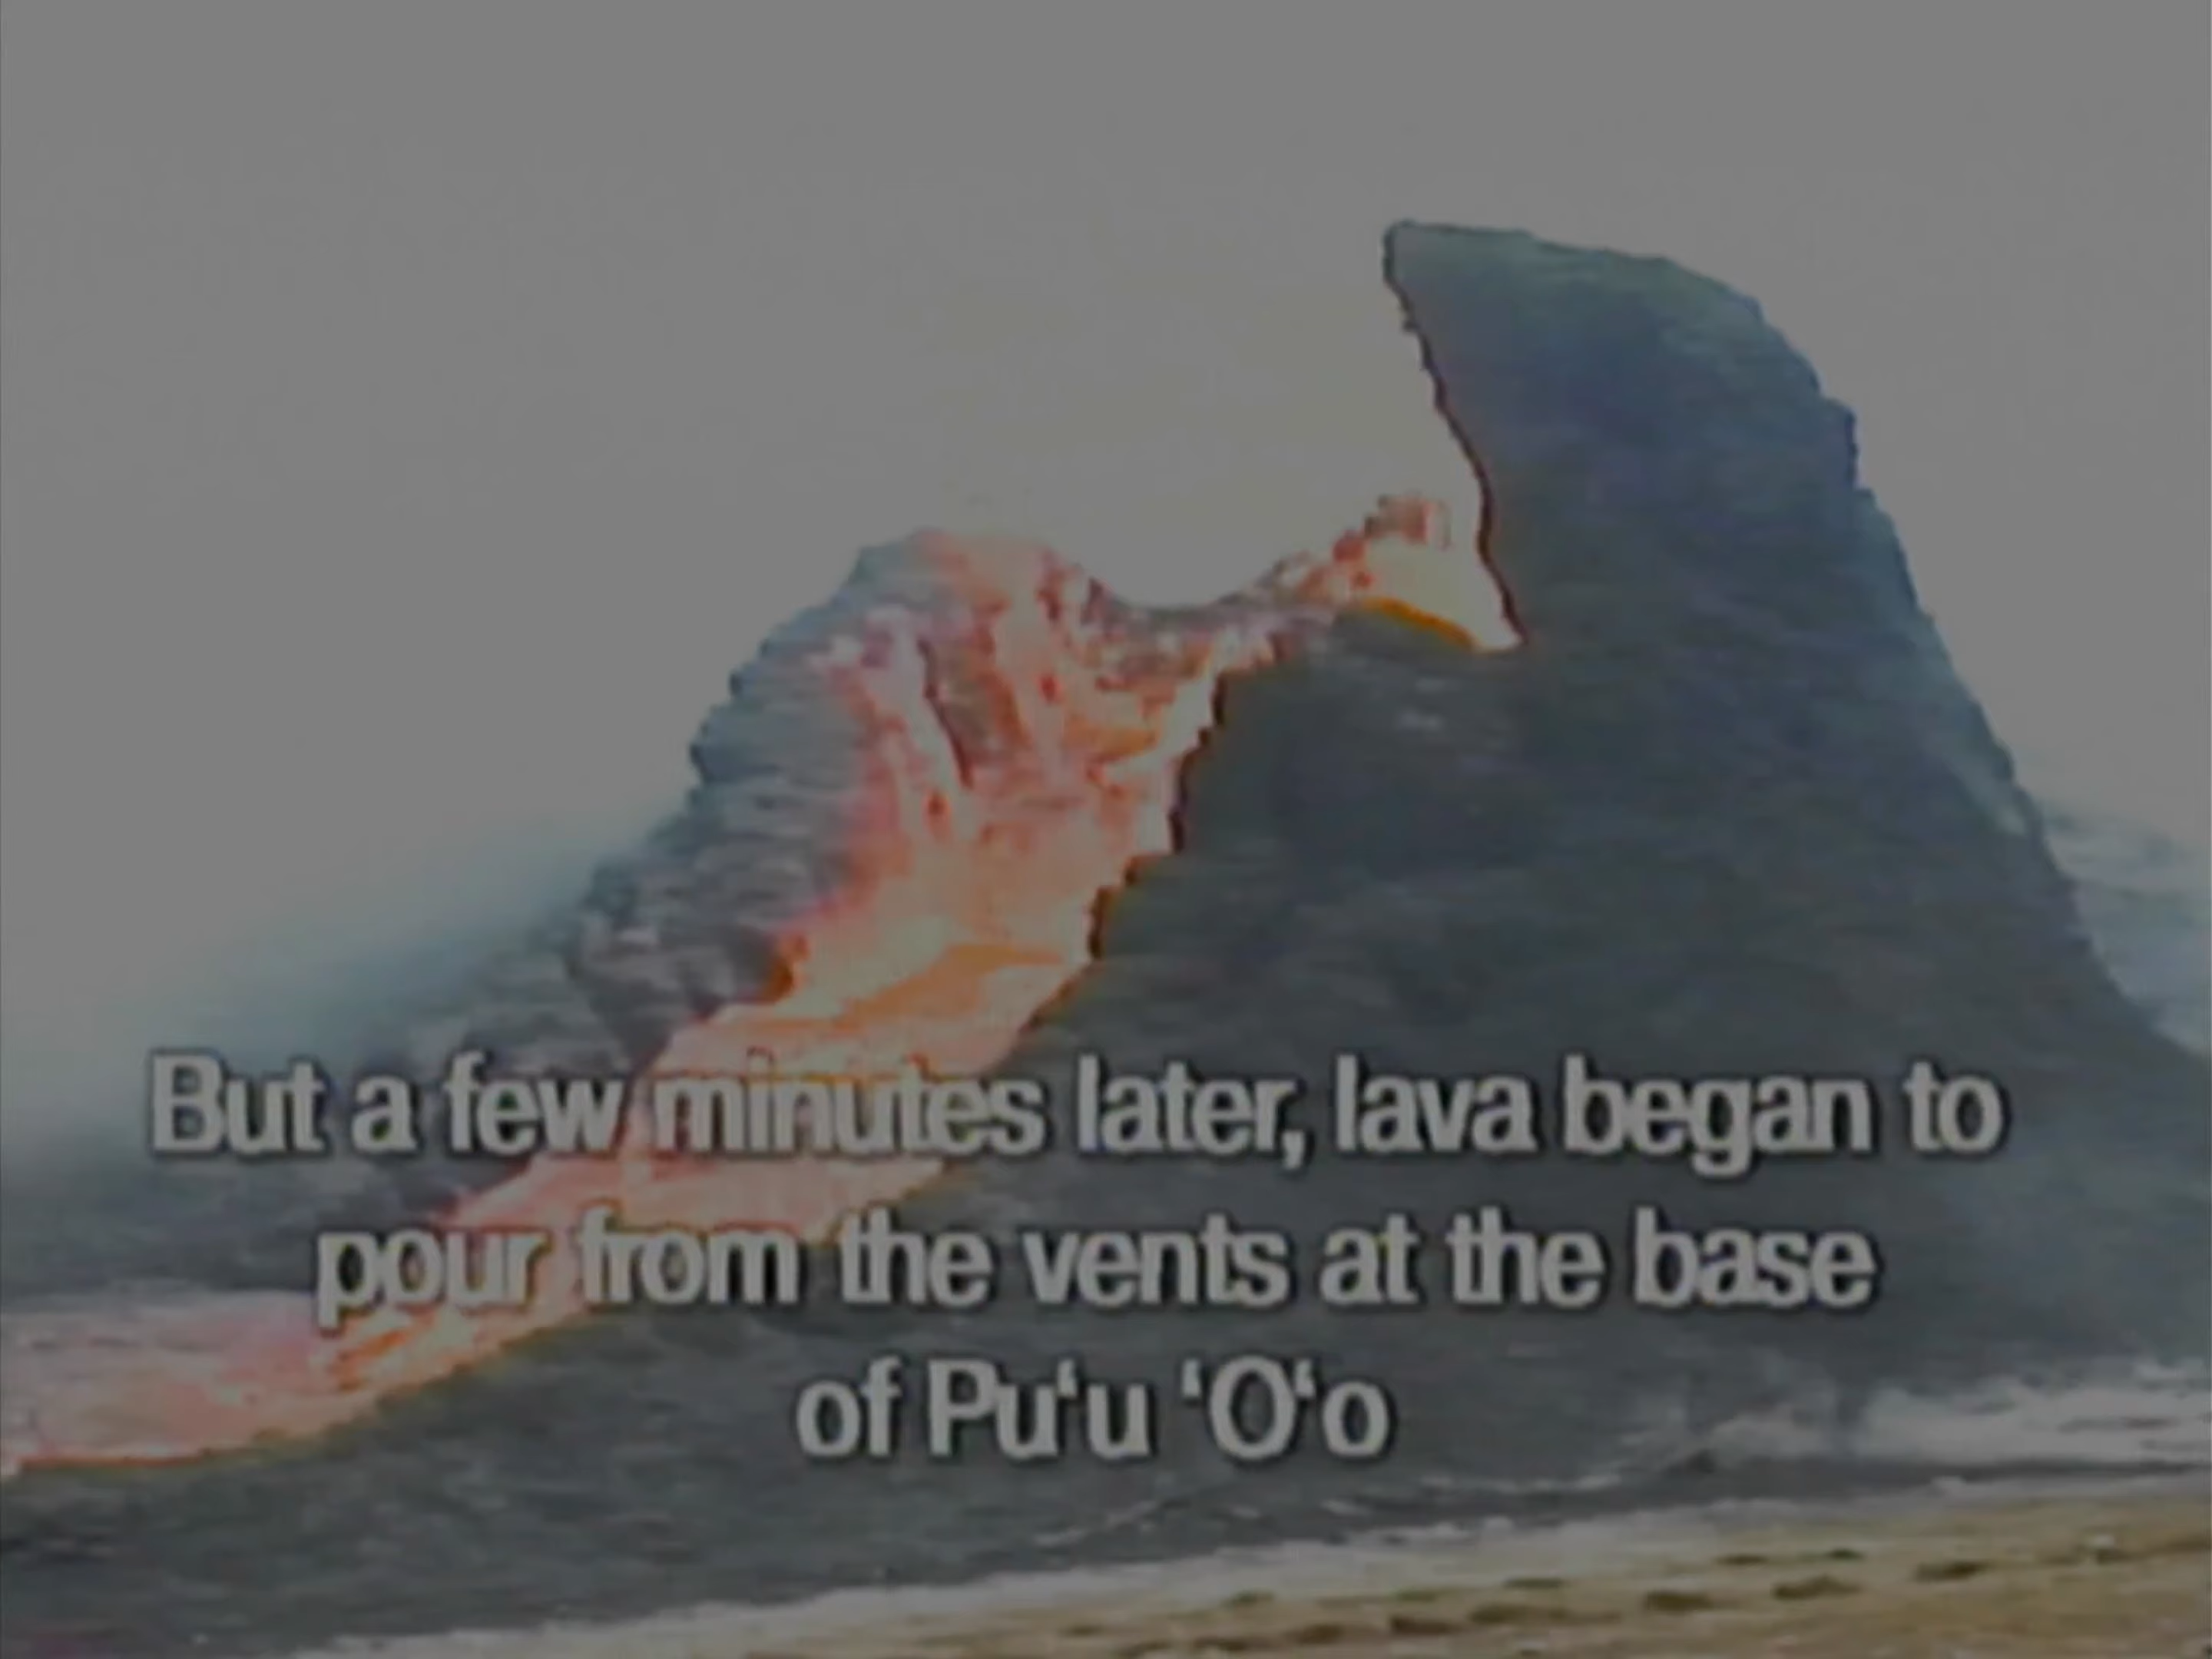 But a few minutes later, lava began to
pour from the vents at the base
of Pu‘u ‘O‘o